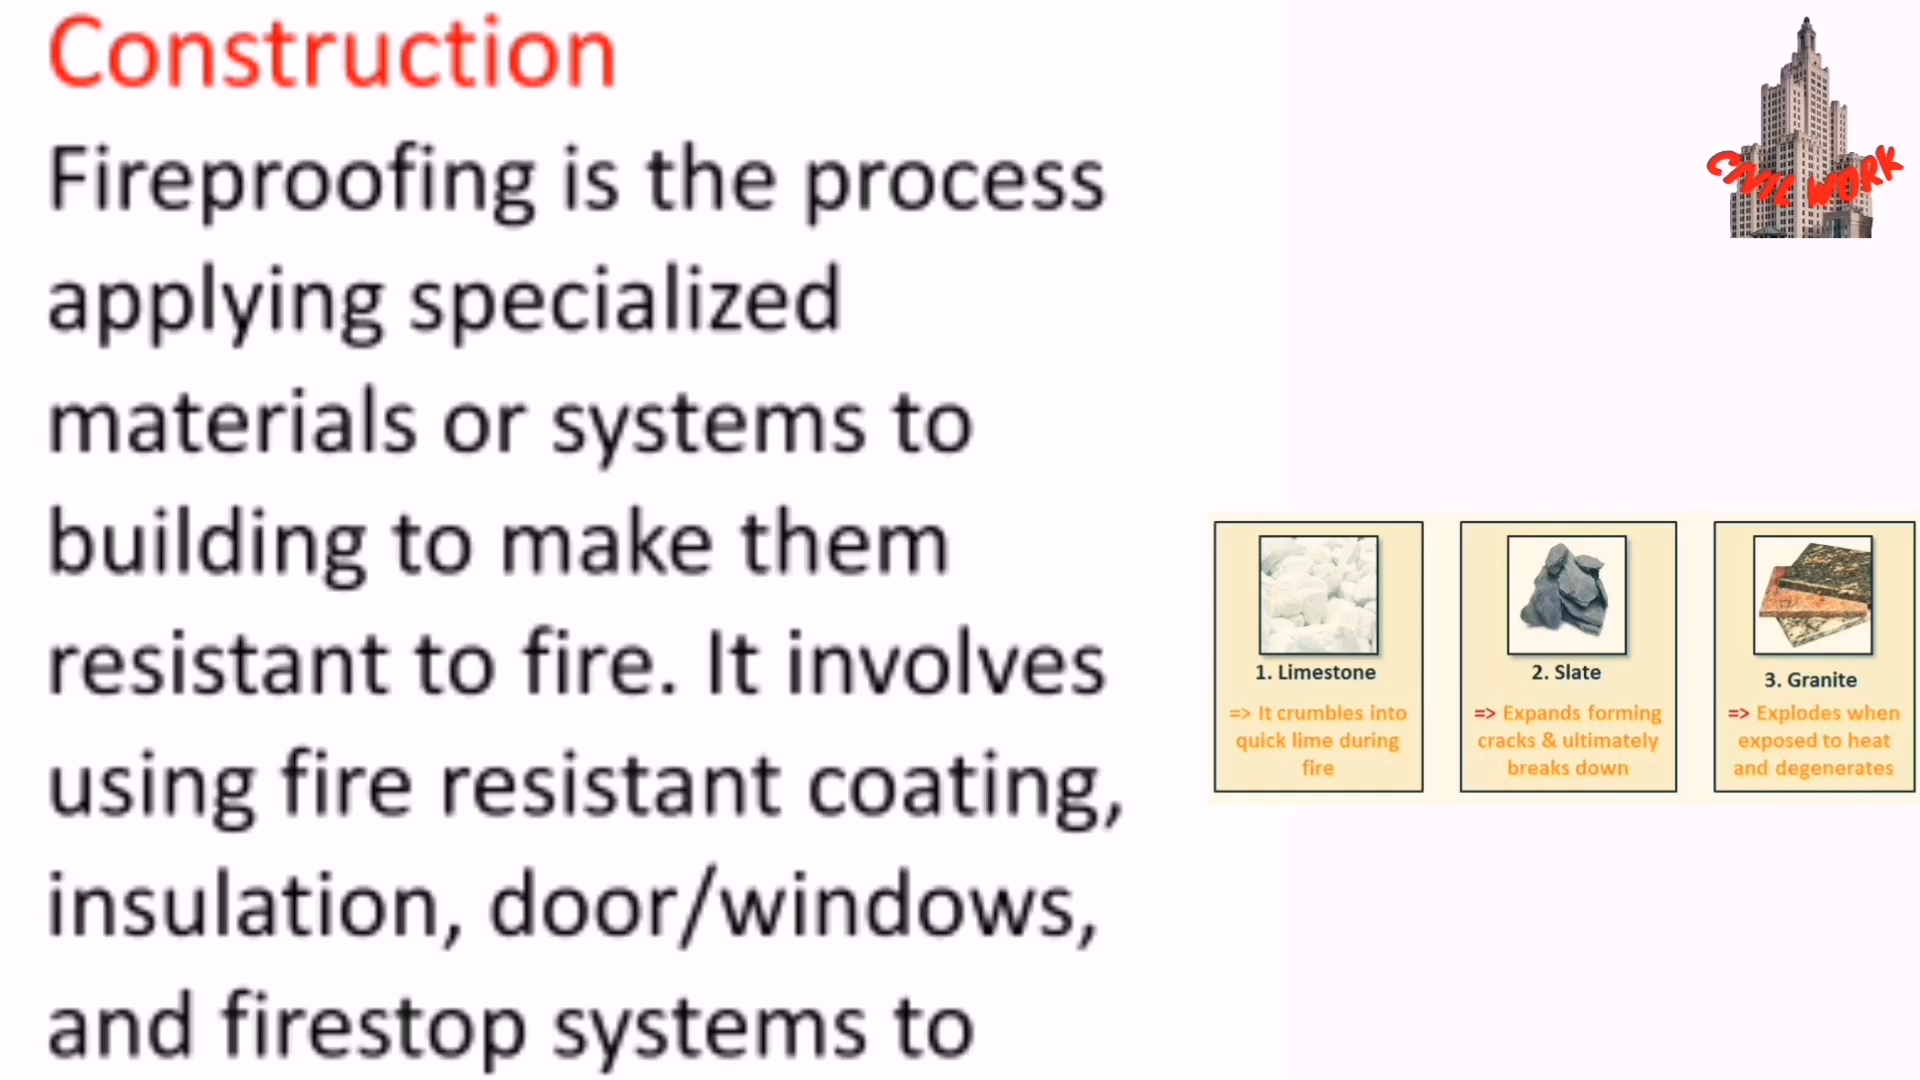 Construction
Fireproofing is the process
applying specialized
materials or systems to
building to make them
resistant to fire. It involves
using fire resistant coating,
insulation, door/windows,
and firestop systems to
CIVIL WORK
1. Limestone
=> It crumbles into
quick lime during
fire
2. Slate
=> Expands forming
cracks & ultimately
breaks down
3. Granite
=> Explodes when
exposed to heat
and degenerates